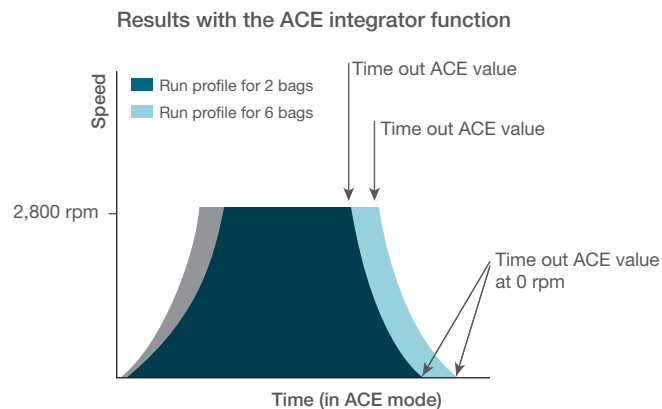 Results with the ACE integrator function
Time out ACE value
Run profile for 2 bags
Run profile for 6 bags
Time out ACE value
Speed
2,800 rpm
Time out ACE value
at 0 rpm
Time (in ACE mode)